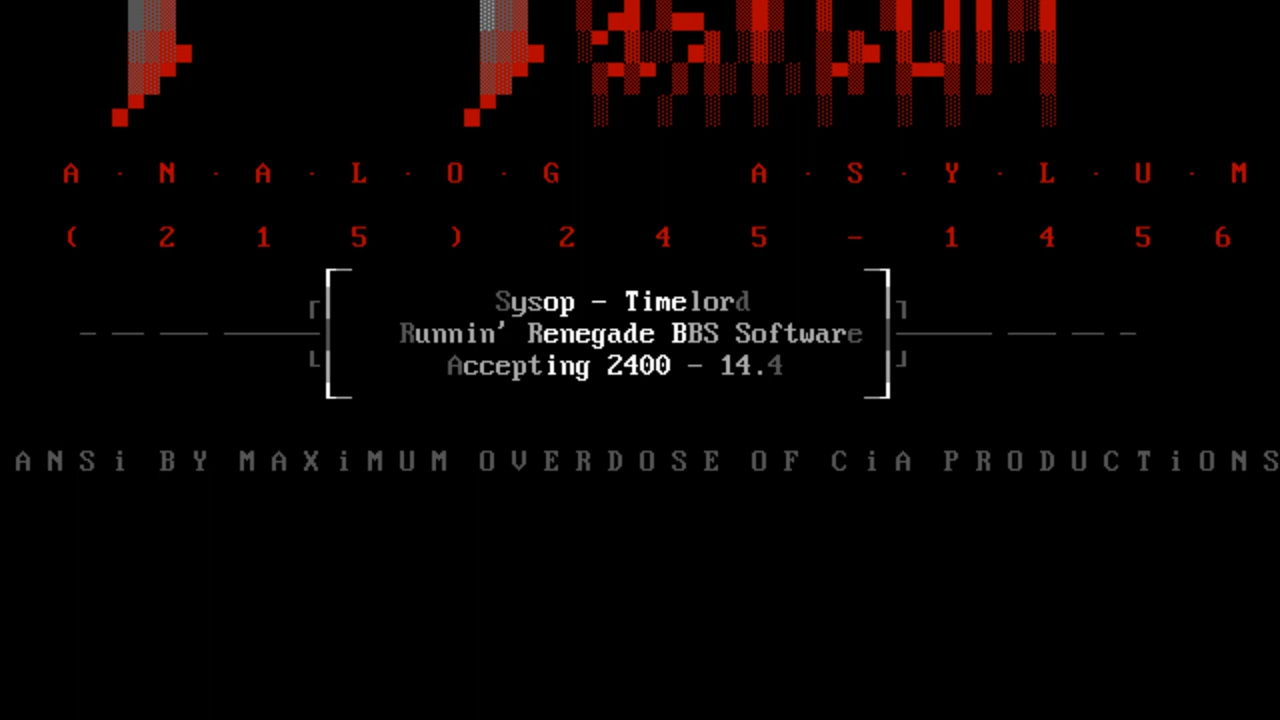 A · N · A · L · O · G A · S · Y · L · U · M
( 2 1 5 ) 2 4 5 - 1 4 5 6
Sysop - Timelord
Runnin' Renegade BBS Software
Accepting 2400 - 14.4
ANSi BY MAXiMUM OVERDOSE OF CiA PRODUCTiONS